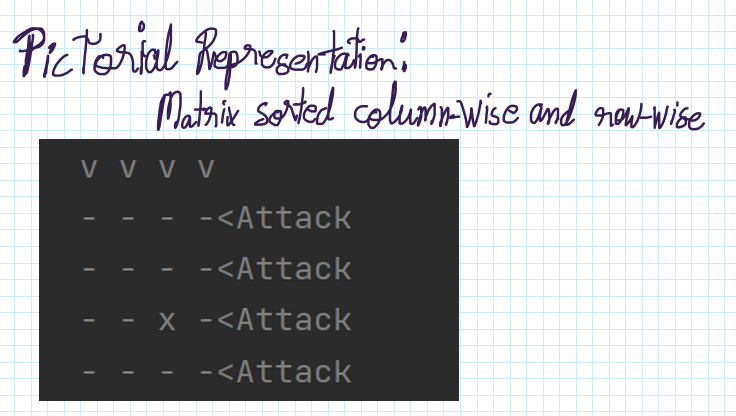 Pictorial Representation:
Matrix sorted column-wise and row-wise
v v v v
- - - -<Attack
- - - -<Attack
- - x -<Attack
- - - -<Attack